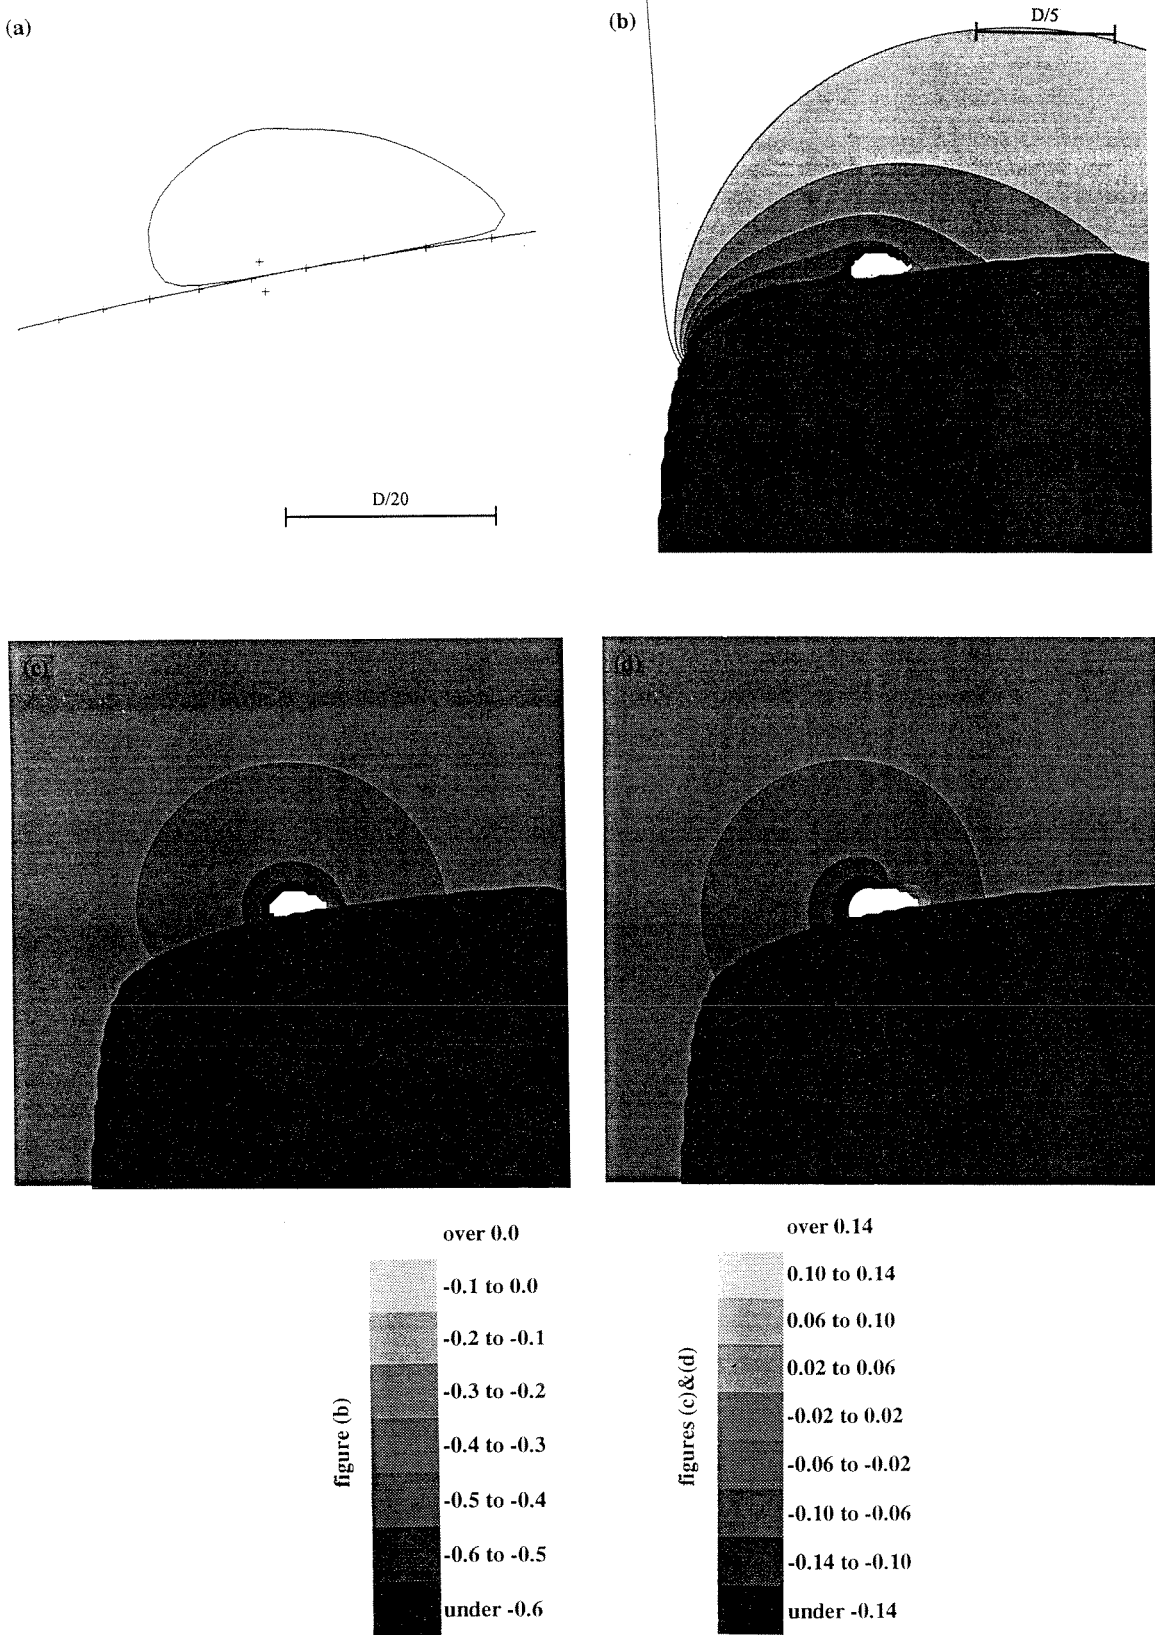 (a)
(b)
D/5
D/20
(c)
(d)
figure (b)
over 0.0
-0.1 to 0.0
-0.2 to -0.1
-0.3 to -0.2
-0.4 to -0.3
-0.5 to -0.4
-0.6 to -0.5
under -0.6
figures (c)&(d)
over 0.14
0.10 to 0.14
0.06 to 0.10
0.02 to 0.06
-0.02 to 0.02
-0.06 to -0.02
-0.10 to -0.06
-0.14 to -0.10
under -0.14